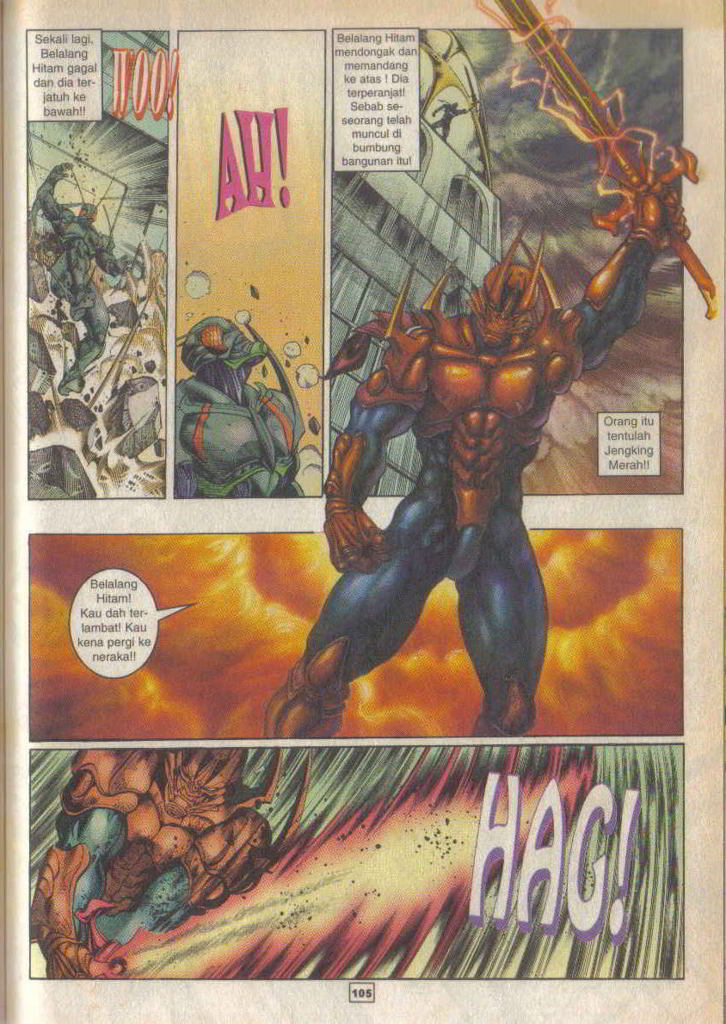 Sekali lagi,
Belalang
Hitam gagal
dan dia ter-
jatuh ke
bawah!!
WOO!
AH!
Belalang Hitam
mendongak dan
memandang
ke atas ! Dia
terperanjat!
Sebab se-
seorang telah
muncul di
bumbung
bangunan itu!
Orang itu
tentulah
Jengking
Merah!!
Belalang
Hitam!
Kau dah ter-
lambat! Kau
kena pergi ke
neraka!!
HAG!
105